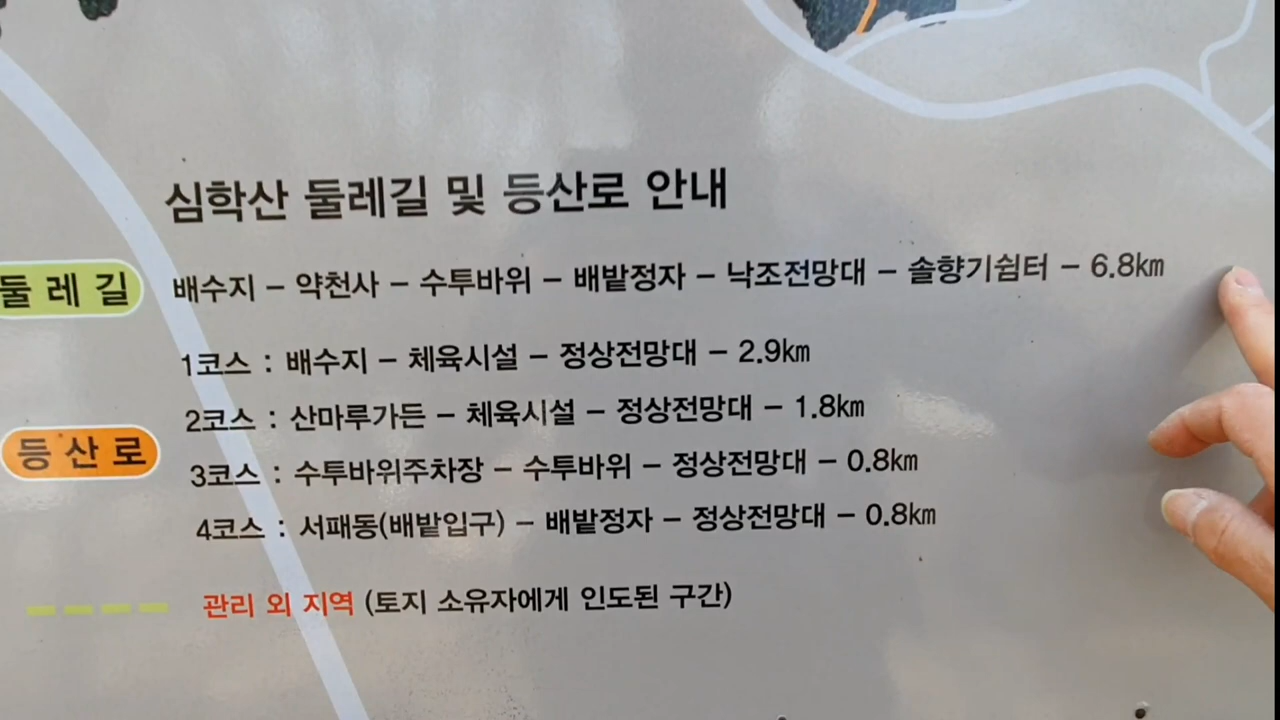 심학산 둘레길 및 등산로 안내
둘레길 배수지 - 약천사 - 수투바위 - 배밭정자 - 낙조전망대 - 솔향기쉼터 - 6.8km
1코스 : 배수지 - 체육시설 - 정상전망대 - 2.9km
2코스 : 산마루가든 - 체육시설 - 정상전망대 - 1.8km
등산로
3코스 : 수투바위주차장 - 수투바위 - 정상전망대 - 0.8km
4코스 : 서패동(배밭입구) - 배밭정자 - 정상전망대 - 0.8km
관리 외 지역 (토지 소유자에게 인도된 구간)